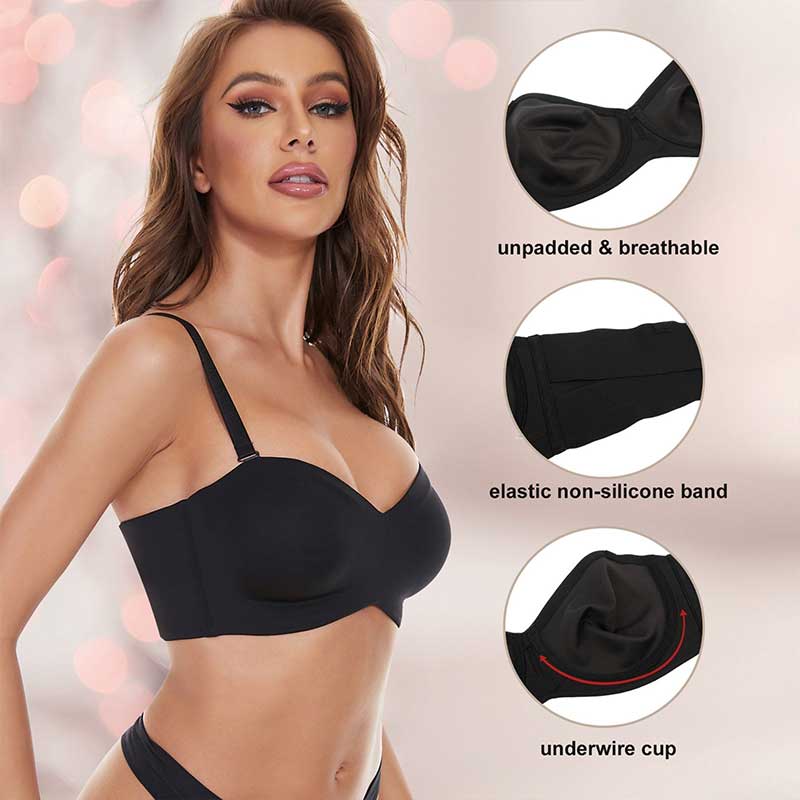 unpadded & breathable
elastic non-silicone band
underwire cup